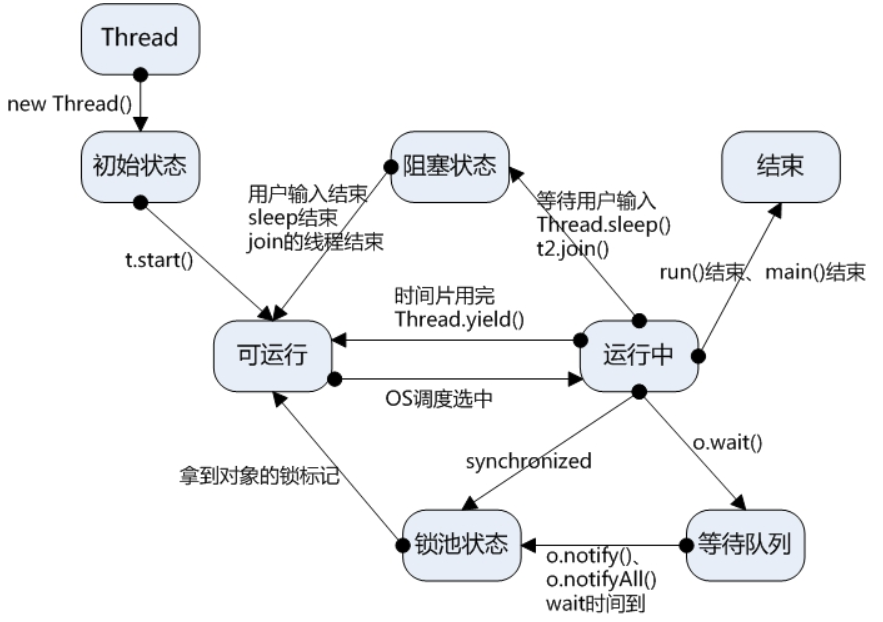 Thread
new Thread()
初始状态
阻塞状态
结束
用户输入结束
sleep结束
join的线程结束
等待用户输入
Thread.sleep()
t2.join()
t.start()
run()结束、main()结束
时间片用完
Thread.yield()
可运行
运行中
OS调度选中
synchronized
o.wait()
拿到对象的锁标记
锁池状态
等待队列
o.notify()、
o.notifyAll()
wait时间到